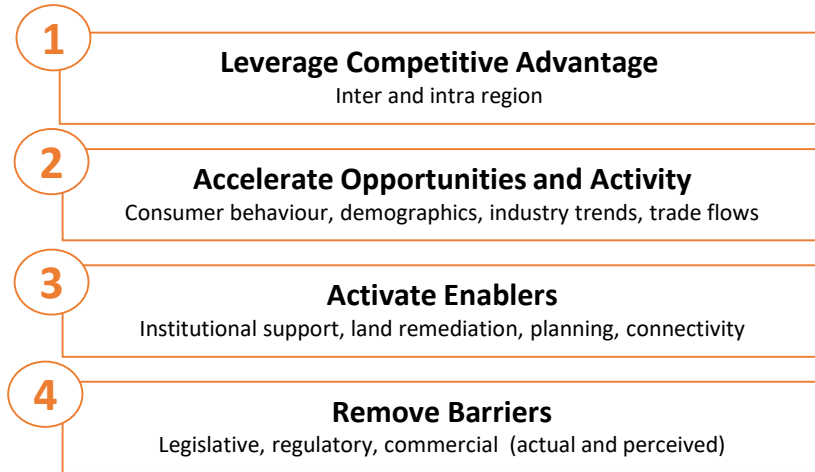 1
Leverage Competitive Advantage
Inter and intra region
2
Accelerate Opportunities and Activity
Consumer behaviour, demographics, industry trends, trade flows
3
Activate Enablers
Institutional support, land remediation, planning, connectivity
4
Remove Barriers
Legislative, regulatory, commercial  (actual and perceived)